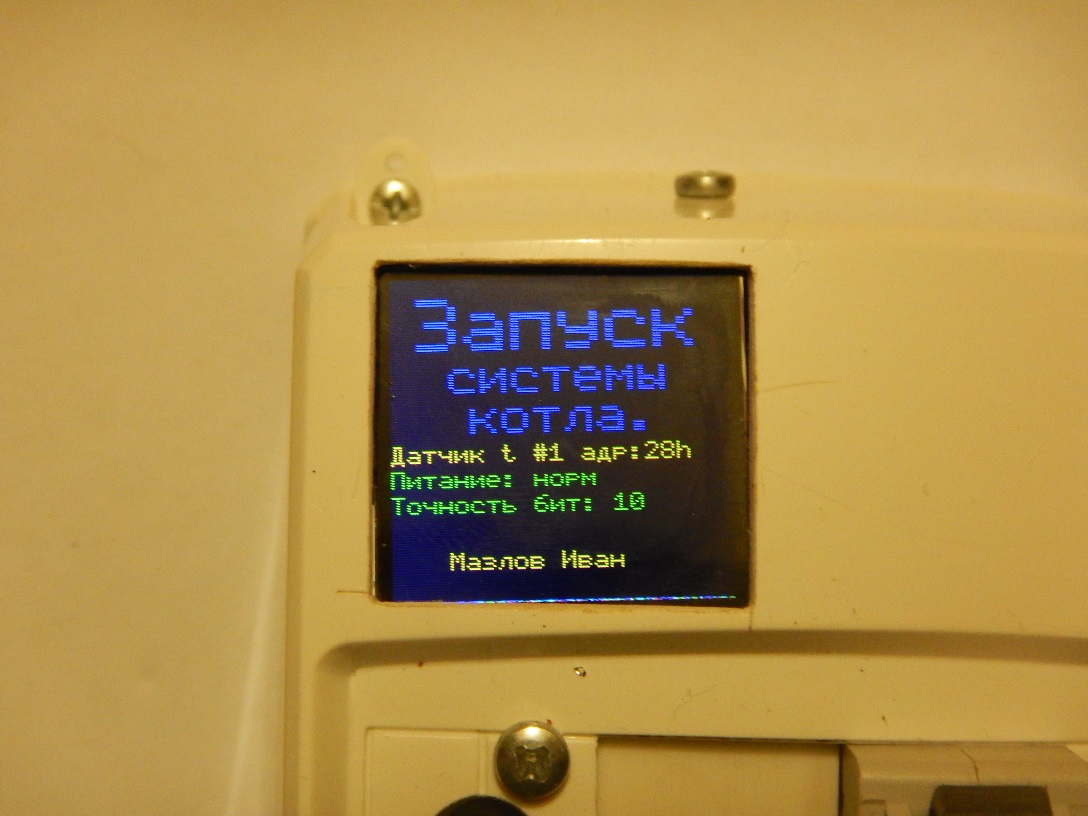 Запуск
системы
котла.
Датчик t #1 адр:28h
Питание: норм
Точность бит: 10
Мазлов Иван